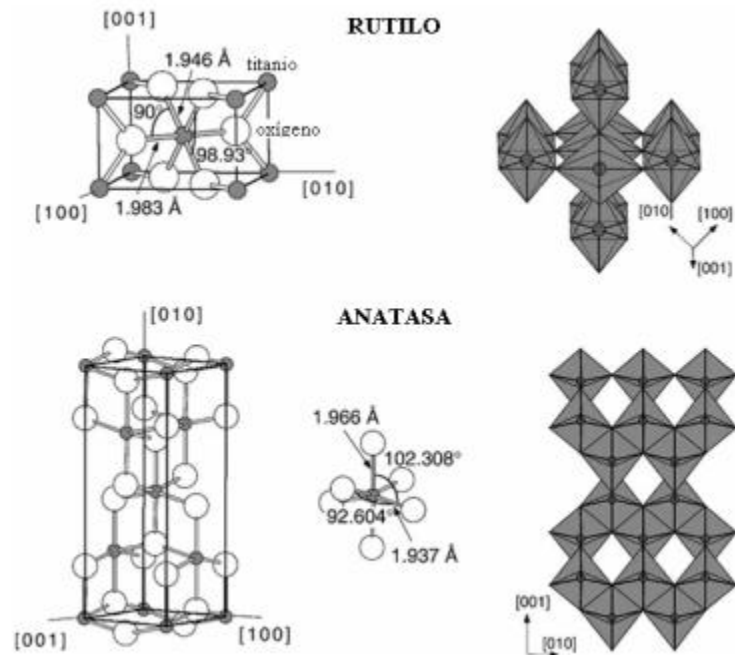 RUTILO
[001]
1.946 Å
titanio
90°
oxígeno
98.93°
[010]
[100]
1.983 Å
[010]
[100]
[001]
ANATASA
[010]
1.966 Å
102.308°
92.604°
1.937 Å
[001]
[100]
[001]
[010]